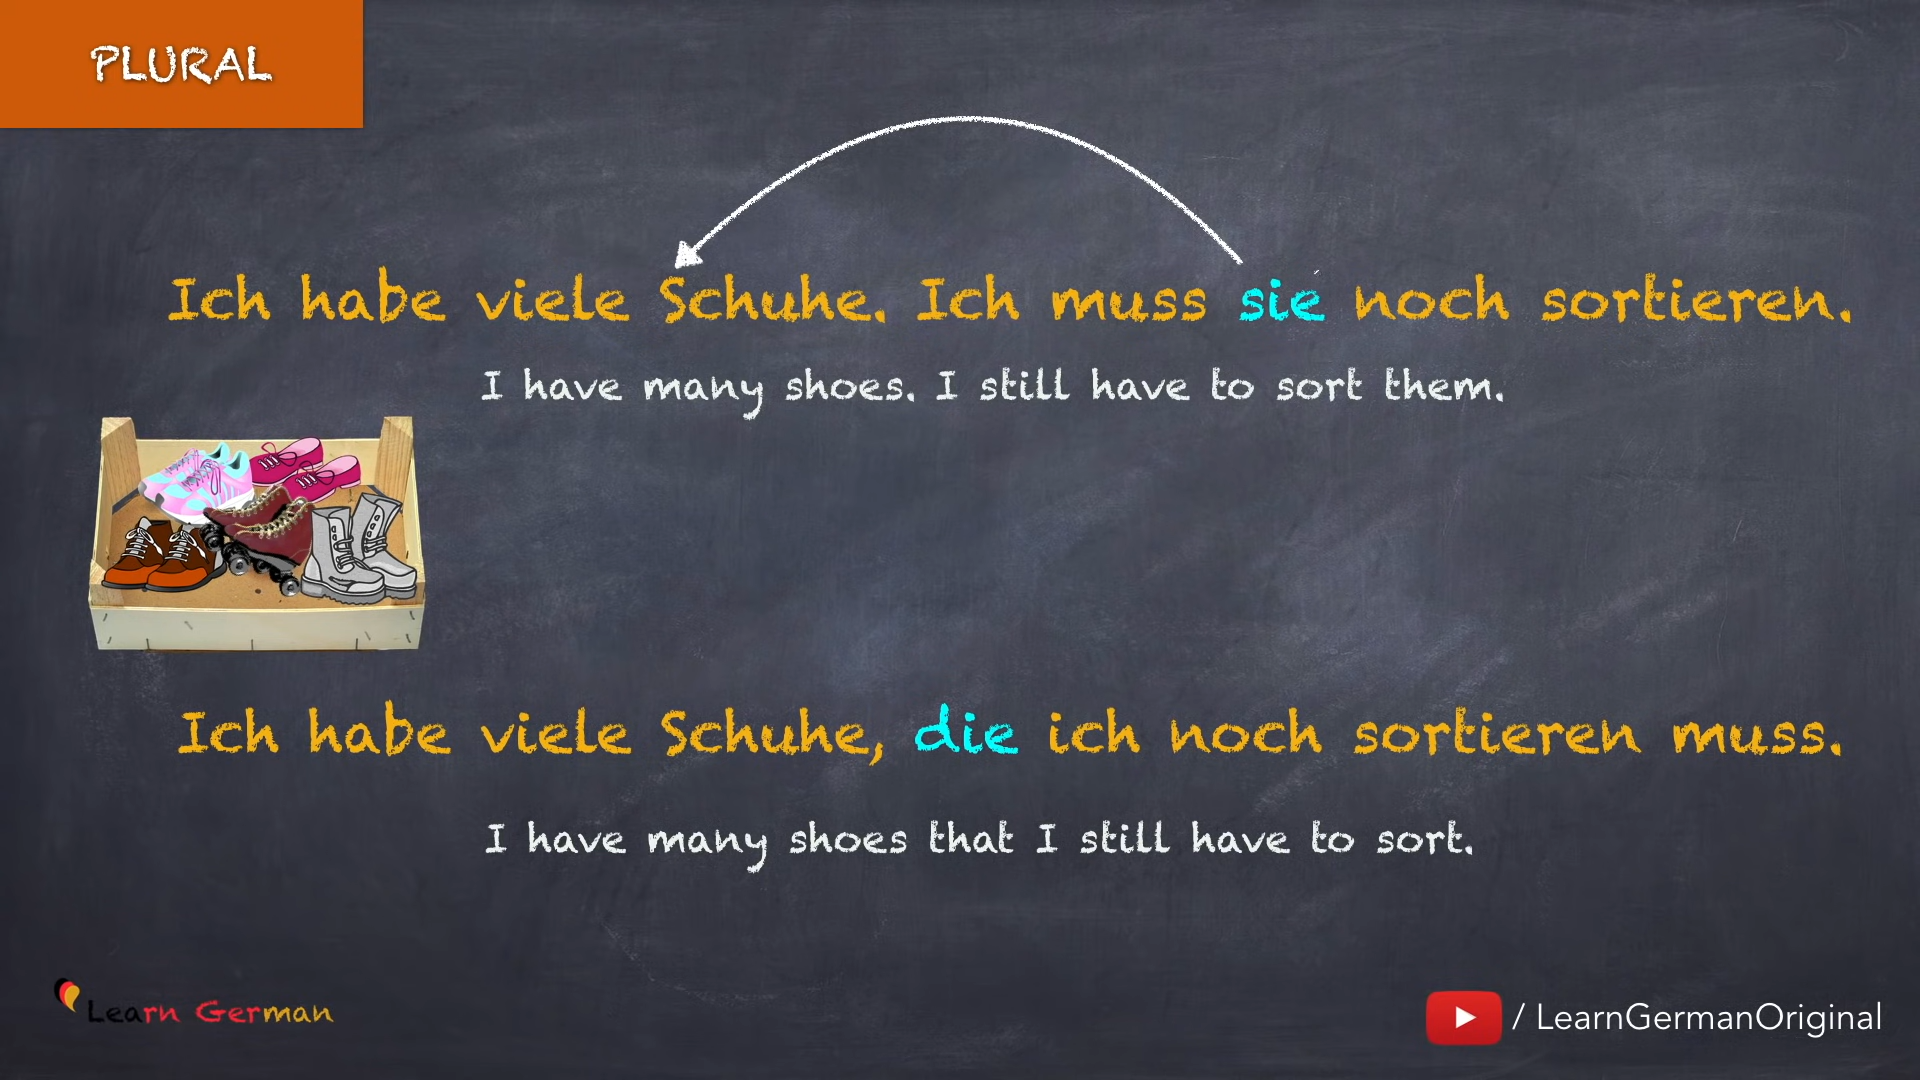 PLURAL
Ich habe viele Schuhe. Ich muss sie noch sortieren.
I have many shoes. I still have to sort them.
Ich habe viele Schuhe, die ich noch sortieren muss.
I have many shoes that I still have to sort.
Learn German
/ LearnGermanOriginal